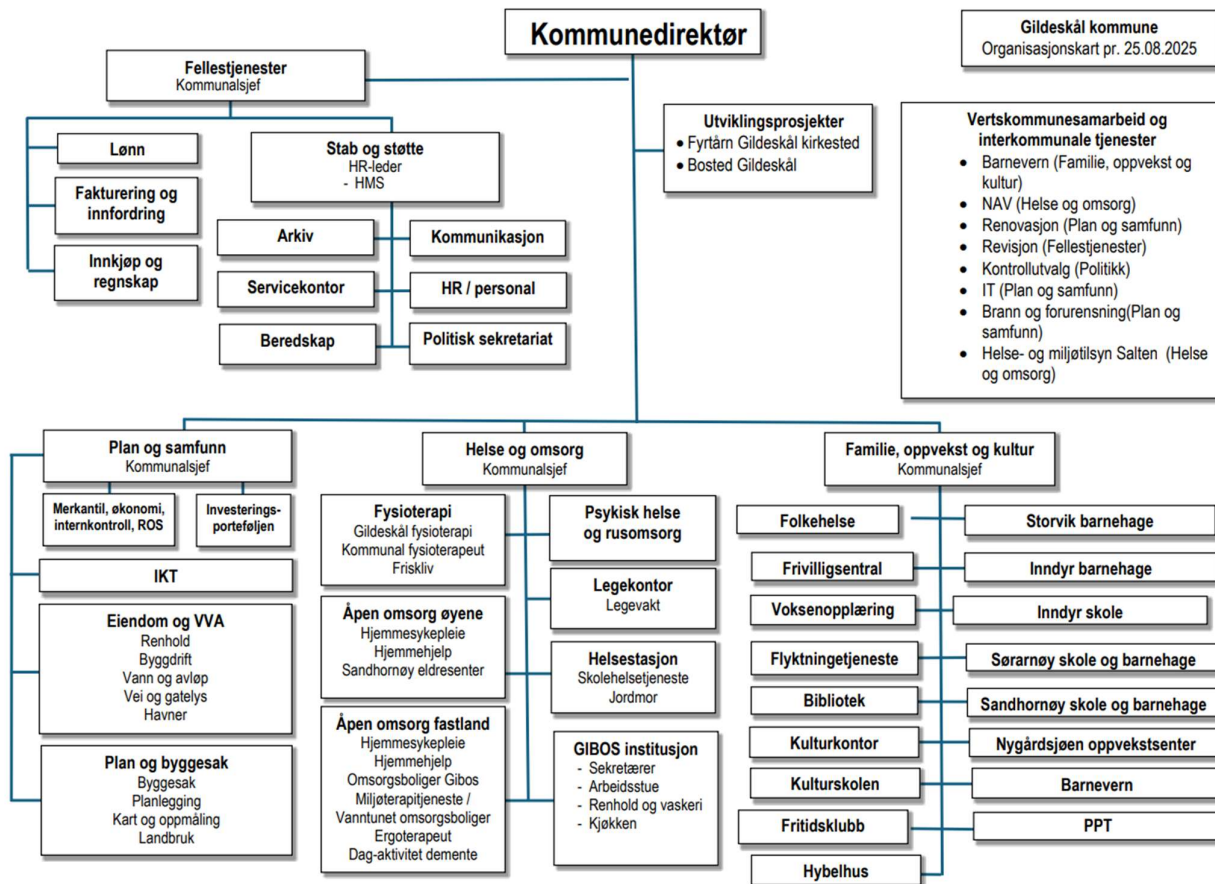 Kommunedirektør
Gildeskål kommune
Organisasjonskart pr. 25.08.2025
Fellestjenester
Kommunalsjef
Lønn
Fakturering og
innfordring
Innkjøp og
regnskap
Stab og støtte
HR-leder
- HMS
Arkiv
Kommunikasjon
Servicekontor
HR / personal
Beredskap
Politisk sekretariat
Utviklingsprosjekter
● Fyrtårn Gildeskål kirkested
● Bosted Gildeskål
Vertskommunesamarbeid og
interkommunale tjenester
● Barnevern (Familie, oppvekst og
kultur)
● NAV (Helse og omsorg)
● Renovasjon (Plan og samfunn)
● Revisjon (Fellestjenester)
● Kontrollutvalg (Politikk)
● IT (Plan og samfunn)
● Brann og forurensning(Plan og
samfunn)
● Helse- og miljøtilsyn Salten (Helse
og omsorg)
Plan og samfunn
Kommunalsjef
Merkantil, økonomi,
internkontroll, ROS
Investerings-
porteføljen
IKT
Eiendom og VVA
Renhold
Byggdrift
Vann og avløp
Vei og gatelys
Havner
Plan og byggesak
Byggesak
Planlegging
Kart og oppmåling
Landbruk
Helse og omsorg
Kommunalsjef
Fysioterapi
Gildeskål fysioterapi
Kommunal fysioterapeut
Friskliv
Åpen omsorg øyene
Hjemmesykepleie
Hjemmehjelp
Sandhornøy eldresenter
Åpen omsorg fastland
Hjemmesykepleie
Hjemmehjelp
Omsorgsboliger Gibos
Miljøterapitjeneste /
Vanntunet omsorgsboliger
Ergoterapeut
Dag-aktivitet demente
Psykisk helse
og rusomsorg
Legekontor
Legevakt
Helsestasjon
Skolehelsetjeneste
Jordmor
GIBOS institusjon
- Sekretærer
- Arbeidsstue
- Renhold og vaskeri
- Kjøkken
Familie, oppvekst og kultur
Kommunalsjef
Folkehelse
Storvik barnehage
Frivilligsentral
Inndyr barnehage
Voksenopplæring
Inndyr skole
Flyktningetjeneste
Sørarnøy skole og barnehage
Bibliotek
Sandhornøy skole og barnehage
Kulturkontor
Nygårdsjøen oppvekstsenter
Kulturskolen
Barnevern
Fritidsklubb
PPT
Hybelhus